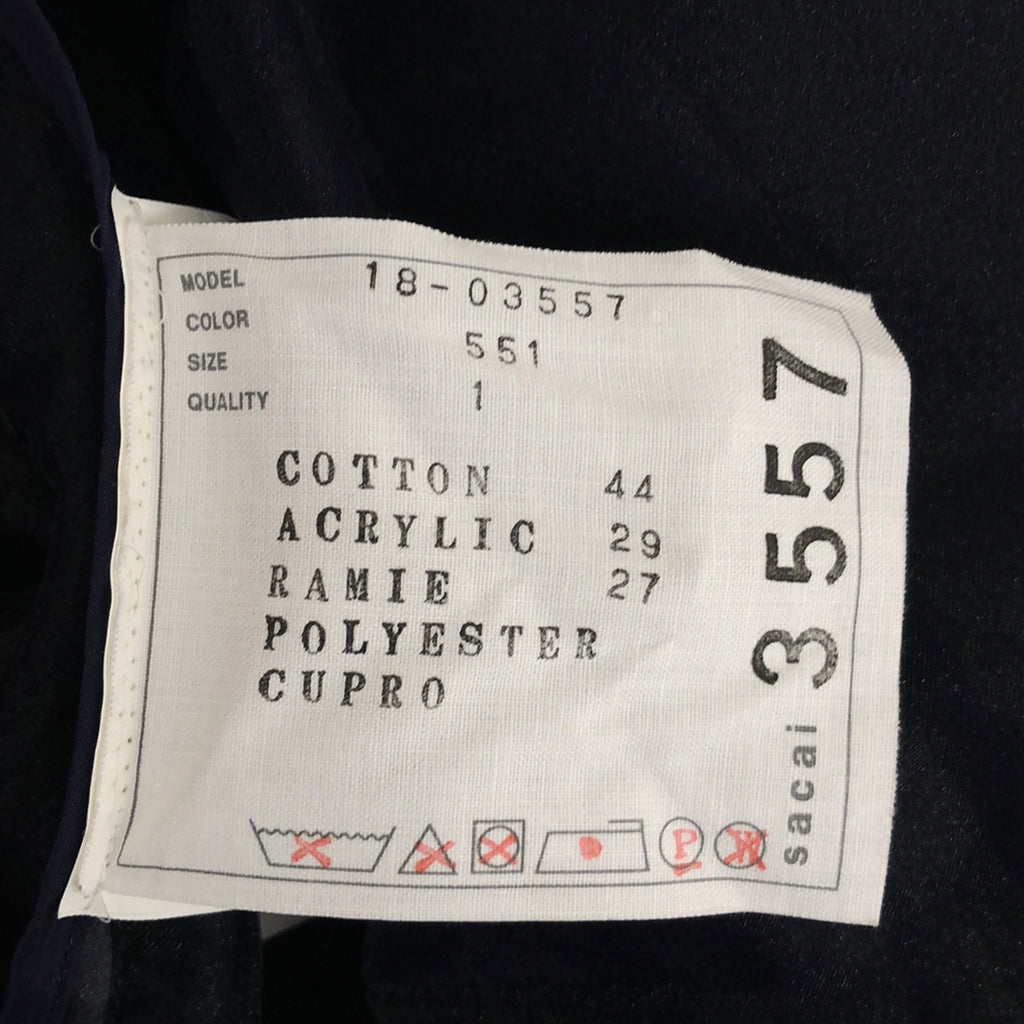 MODEL 18-03557
COLOR 551
SIZE 1
QUALITY
COTTON 44
ACRYLIC 29
RAMIE 27
POLYESTER
CUPRO
P
W
sacai 3557